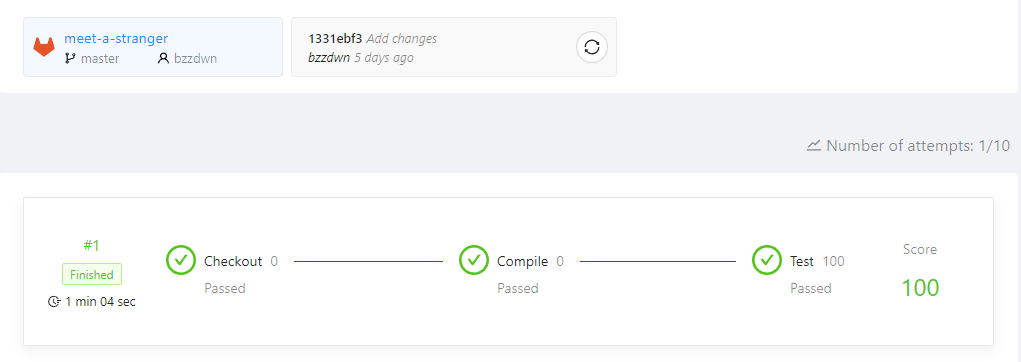 meet-a-stranger
master bzzdwn
1331ebf3 Add changes
bzzdwn 5 days ago
Number of attempts: 1/10
#1
Finished
1 min 04 sec
Checkout 0
Passed
Compile 0
Passed
Test 100
Passed
Score
100